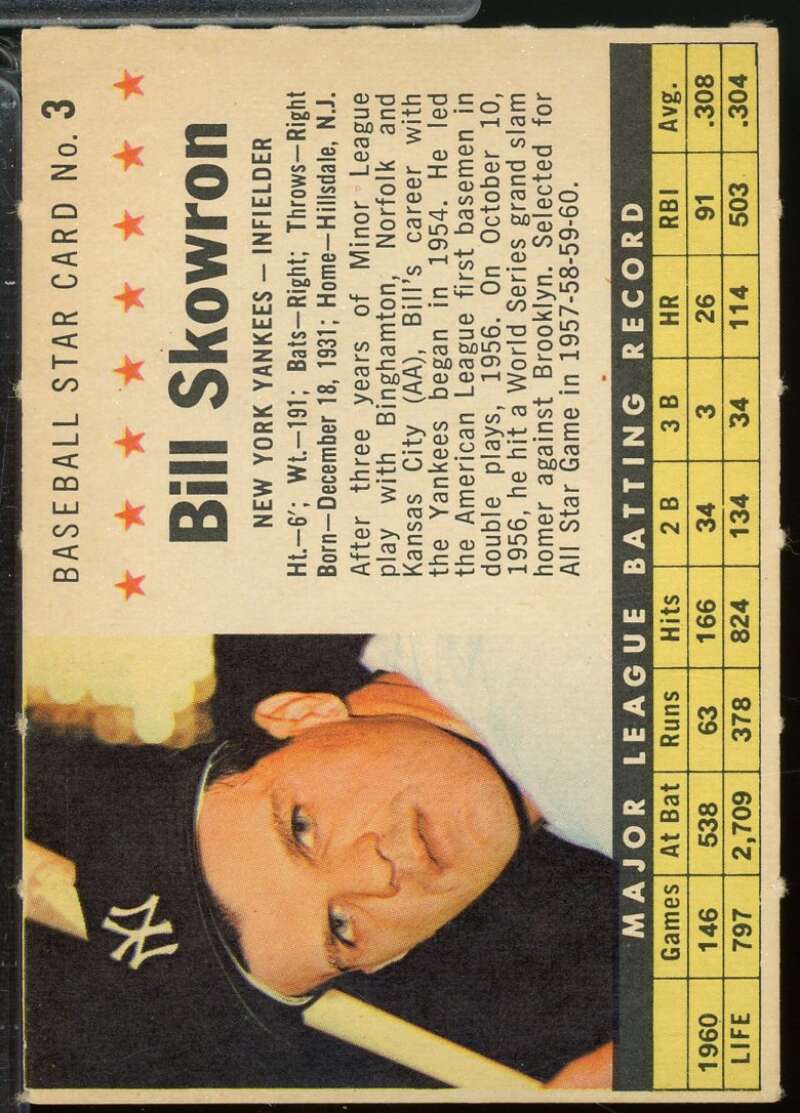 BASEBALL STAR CARD No. 3
Bill Skowron
NEW YORK YANKEES — INFIELDER
Ht.—6'; Wt.—191; Bats—Right; Throws—Right
Born—December 18, 1931; Home—Hillsdale, N.J.
After three years of Minor League
play with Binghamton, Norfolk and
Kansas City (AA), Bill's career with
the Yankees began in 1954. He led
the American League first basemen in
double plays, 1956. On October 10,
1956, he hit a World Series grand slam
homer against Brooklyn. Selected for
All Star Game in 1957-58-59-60.
NY
MAJOR LEAGUE BATTING RECORD
Games At Bat Runs Hits 2 B 3 B HR RBI Avg.
1960 146 538 63 166 34 3 26 91 .308
LIFE 797 2,709 378 824 134 34 114 503 .304